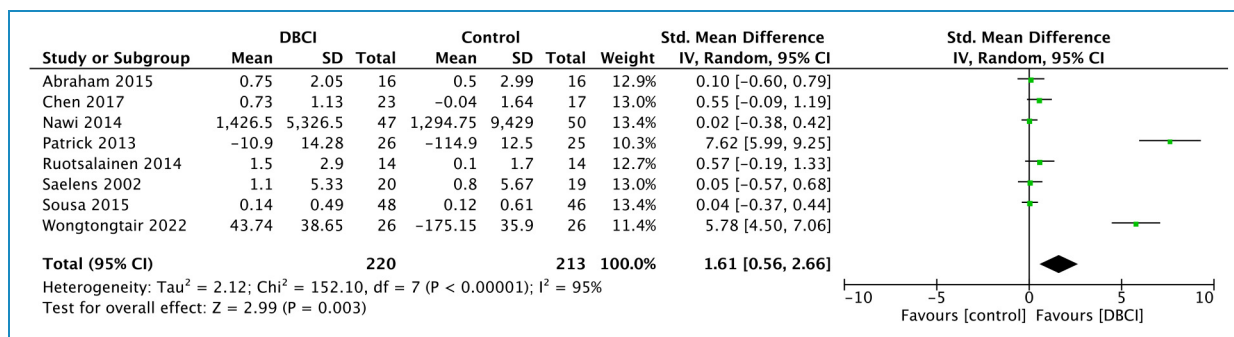 DBCI Control Std. Mean Difference Std. Mean Difference
Study or Subgroup Mean SD Total Mean SD Total Weight IV, Random, 95% CI IV, Random, 95% CI
Abraham 2015 0.75 2.05 16 0.5 2.99 16 12.9% 0.10 [−0.60, 0.79]
Chen 2017 0.73 1.13 23 −0.04 1.64 17 13.0% 0.55 [−0.09, 1.19]
Nawi 2014 1,426.5 5,326.5 47 1,294.75 9,429 50 13.4% 0.02 [−0.38, 0.42]
Patrick 2013 −10.9 14.28 26 −114.9 12.5 25 10.3% 7.62 [5.99, 9.25]
Ruotsalainen 2014 1.5 2.9 14 0.1 1.7 14 12.7% 0.57 [−0.19, 1.33]
Saelens 2002 1.1 5.33 20 0.8 5.67 19 13.0% 0.05 [−0.57, 0.68]
Sousa 2015 0.14 0.49 48 0.12 0.61 46 13.4% 0.04 [−0.37, 0.44]
Wongtongtair 2022 43.74 38.65 26 −175.15 35.9 26 11.4% 5.78 [4.50, 7.06]
Total (95% CI) 220 213 100.0% 1.61 [0.56, 2.66]
Heterogeneity: Tau² = 2.12; Chi² = 152.10, df = 7 (P < 0.00001); I² = 95%
Test for overall effect: Z = 2.99 (P = 0.003)
−10 −5 0 5 10
Favours [control] Favours [DBCI]